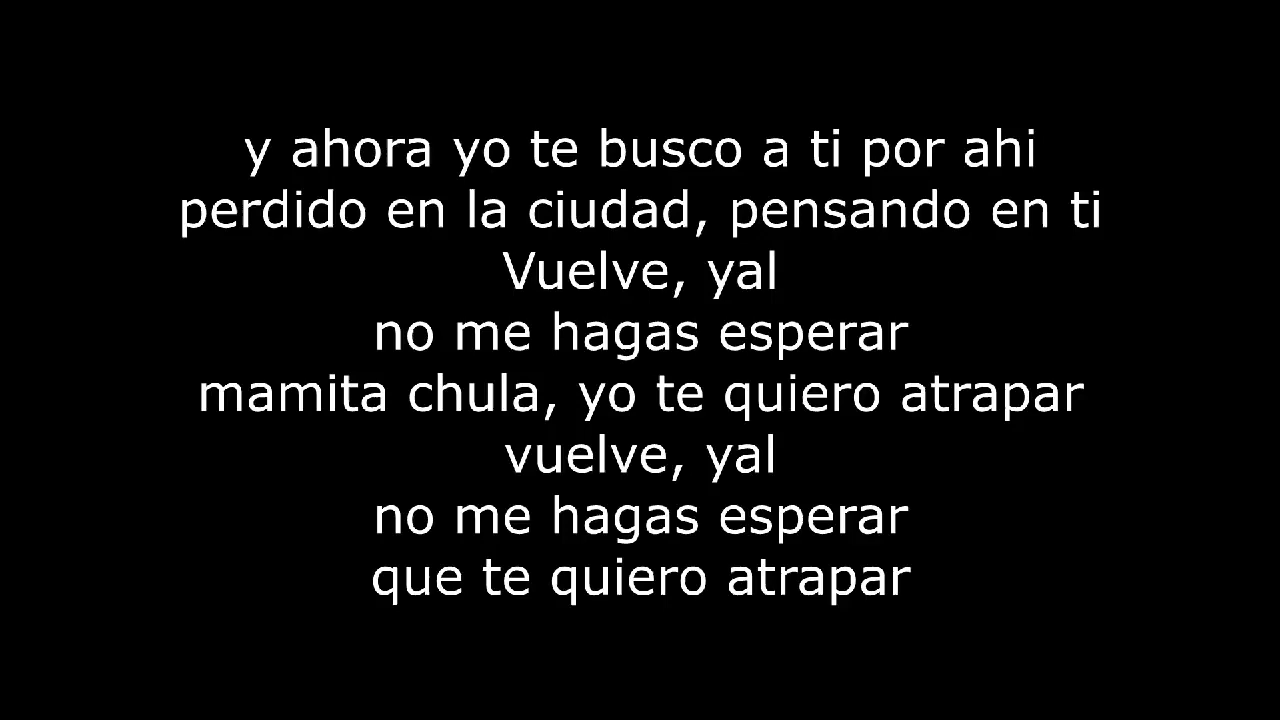 y ahora yo te busco a ti por ahi
perdido en la ciudad, pensando en ti
Vuelve, yal
no me hagas esperar
mamita chula, yo te quiero atrapar
vuelve, yal
no me hagas esperar
que te quiero atrapar